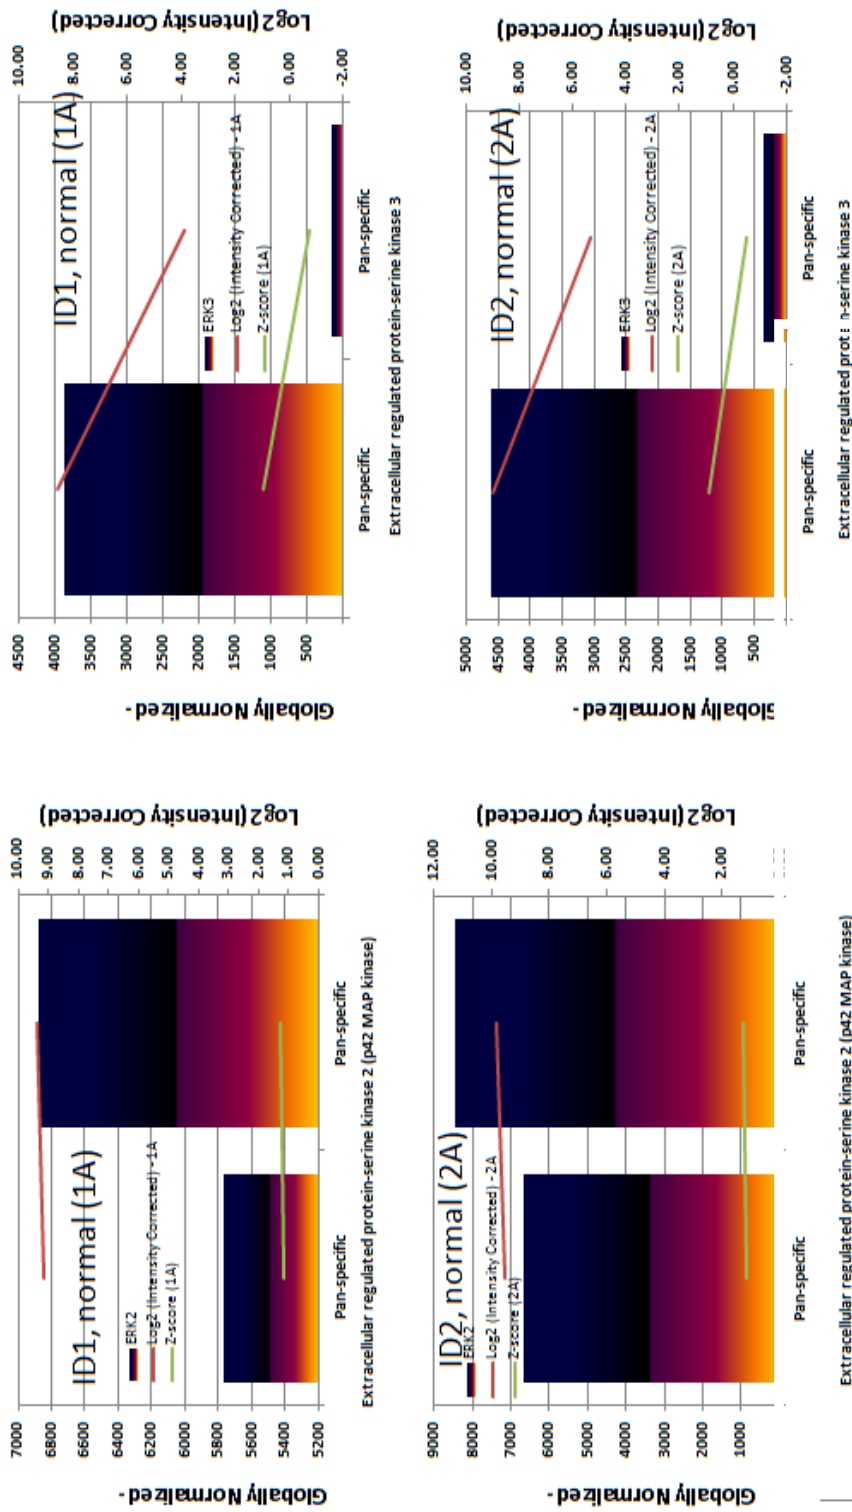 ID1, normal (1A)
Globally Normalized -
7000
6800
6600
6400
6200
6000
5800
5600
5400
5200
ERK2
Log2 (Intensity Corrected) - 1A
Z-score (1A)
10.00
9.00
8.00
7.00
6.00
5.00
4.00
3.00
2.00
1.00
0.00
Log2 (Intensity Corrected)
Pan-specific
Pan-specific
Extracellular regulated protein-serine kinase 2 (p42 MAP kinase)
ID1, normal (1A)
Globally Normalized -
4500
4000
3500
3000
2500
2000
1500
1000
500
ERK3
Log2 (Intensity Corrected) - 1A
Z-score (1A)
10.00
8.00
6.00
4.00
2.00
0.00
-2.00
Log2 (Intensity Corrected)
Pan-specific
Pan-specific
Extracellular regulated protein-serine kinase 3
ID2, normal (2A)
Globally Normalized -
9000
8000
7000
6000
5000
4000
3000
2000
1000
ERK2
Log2 (Intensity Corrected) - 2A
Z-score (2A)
12.00
10.00
8.00
6.00
4.00
2.00
Log2 (Intensity Corrected)
Pan-specific
Pan-specific
Extracellular regulated protein-serine kinase 2 (p42 MAP kinase)
ID2, normal (2A)
Globally Normalized -
5000
4500
4000
3500
3000
2500
2000
1500
1000
500
ERK3
Log2 (Intensity Corrected) - 2A
Z-score (2A)
10.00
8.00
6.00
4.00
2.00
0.00
-2.00
Log2 (Intensity Corrected)
Pan-specific
Pan-specific
Extracellular regulated protein-serine kinase 3